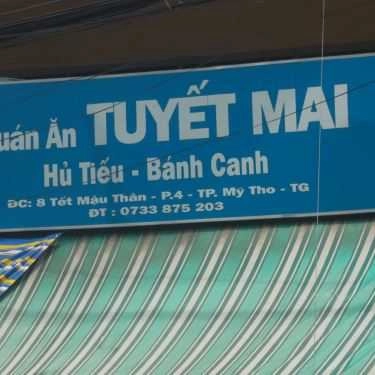 uán Ăn TUYẾT MAI
Hủ Tiếu - Bánh Canh
ĐC: 8 Tết Mậu Thân - P.4 - TP. Mỹ Tho - TG
ĐT : 0733 875 203